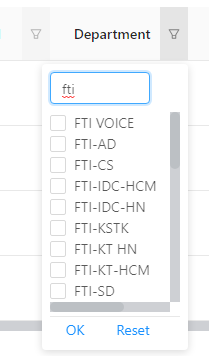 Department
fti
FTI VOICE
FTI-AD
FTI-CS
FTI-IDC-HCM
FTI-IDC-HN
FTI-KSTK
FTI-KT HN
FTI-KT-HCM
FTI-SD
OK Reset